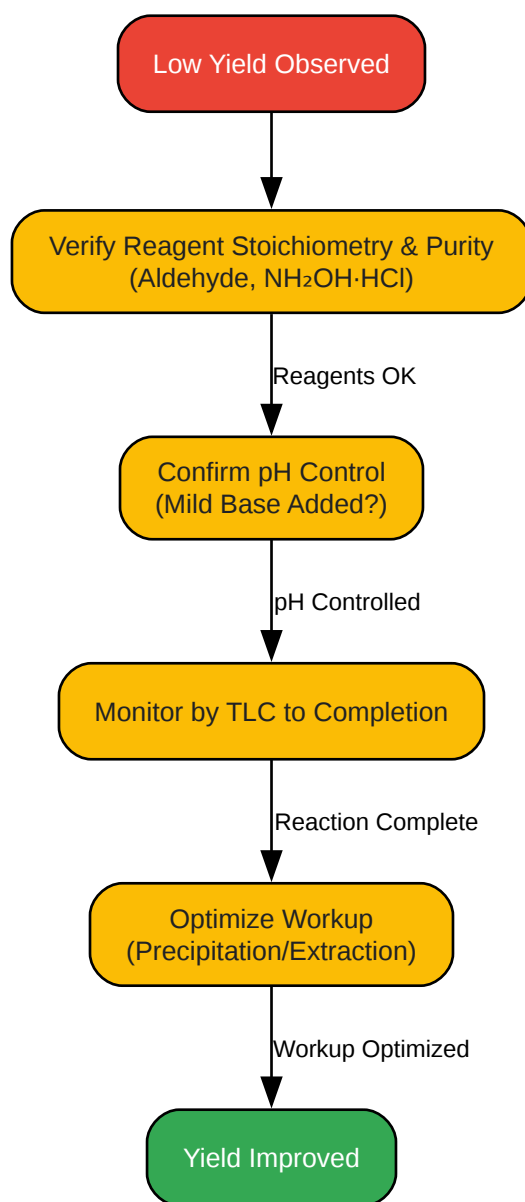 Low Yield Observed
Verify Reagent Stoichiometry & Purity
(Aldehyde, NH₂OH·HCl)
Reagents OK
Confirm pH Control
(Mild Base Added?)
pH Controlled
Monitor by TLC to Completion
Reaction Complete
Optimize Workup
(Precipitation/Extraction)
Workup Optimized
Yield Improved